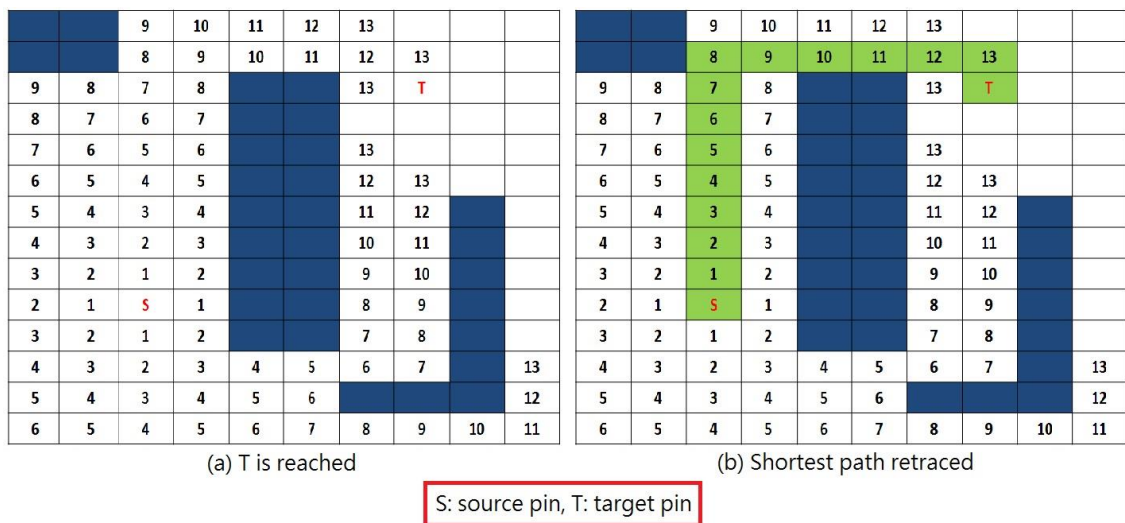 9 10 11 12 13 9 10 11 12 13
8 9 10 11 12 13 8 9 10 11 12 13
9 8 7 8 13 T 9 8 7 8 13 T
8 7 6 7 8 7 6 7
7 6 5 6 13 7 6 5 6 13
6 5 4 5 12 13 6 5 4 5 12 13
5 4 3 4 11 12 5 4 3 4 11 12
4 3 2 3 10 11 4 3 2 3 10 11
3 2 1 2 9 10 3 2 1 2 9 10
2 1 S 1 8 9 2 1 S 1 8 9
3 2 1 2 7 8 3 2 1 2 7 8
4 3 2 3 4 5 6 7 13 4 3 2 3 4 5 6 7 13
5 4 3 4 5 6 12 5 4 3 4 5 6 12
6 5 4 5 6 7 8 9 10 11 6 5 4 5 6 7 8 9 10 11
(a) T is reached (b) Shortest path retraced
S: source pin, T: target pin